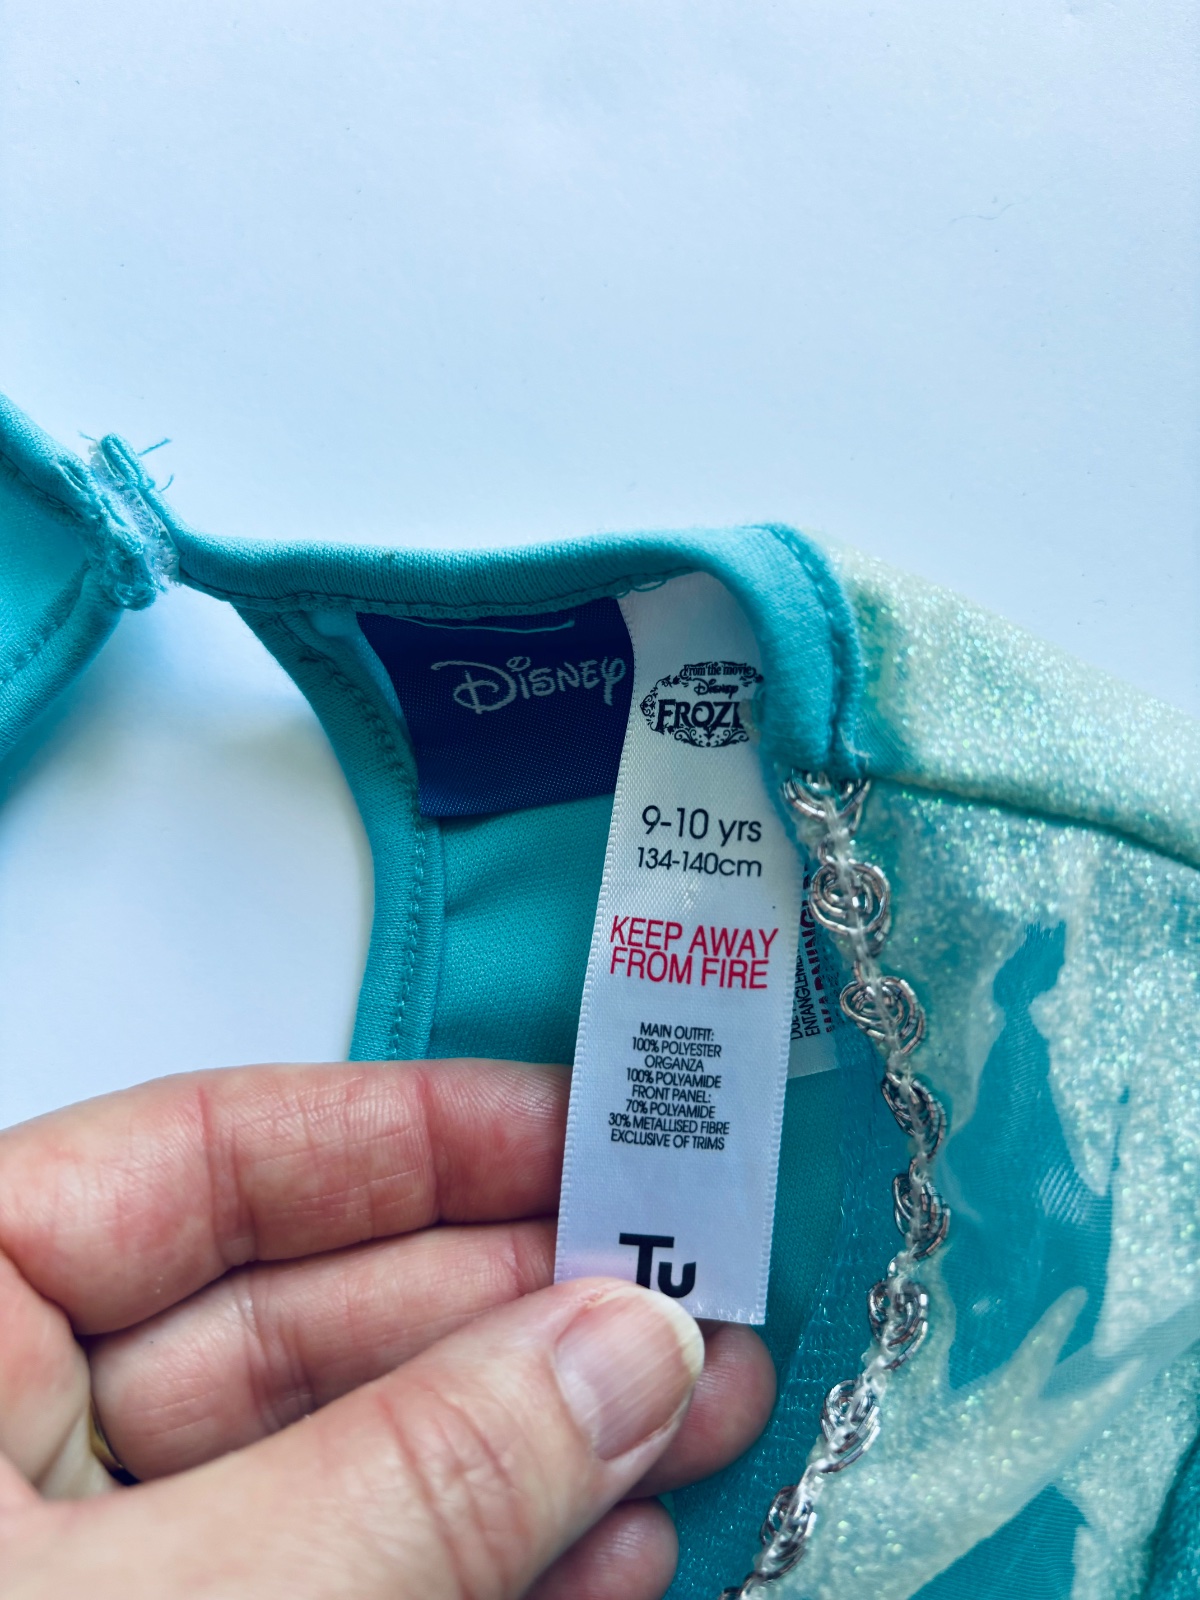 DISNEY
From the movie
Disney
FROZE
9-10 yrs
134-140cm
KEEP AWAY
FROM FIRE
MAIN OUTFIT:
100% POLYESTER
ORGANZA
100% POLYAMIDE
FRONT PANEL:
70% POLYAMIDE
30% METALLISED FIBRE
EXCLUSIVE OF TRIMS
Tu